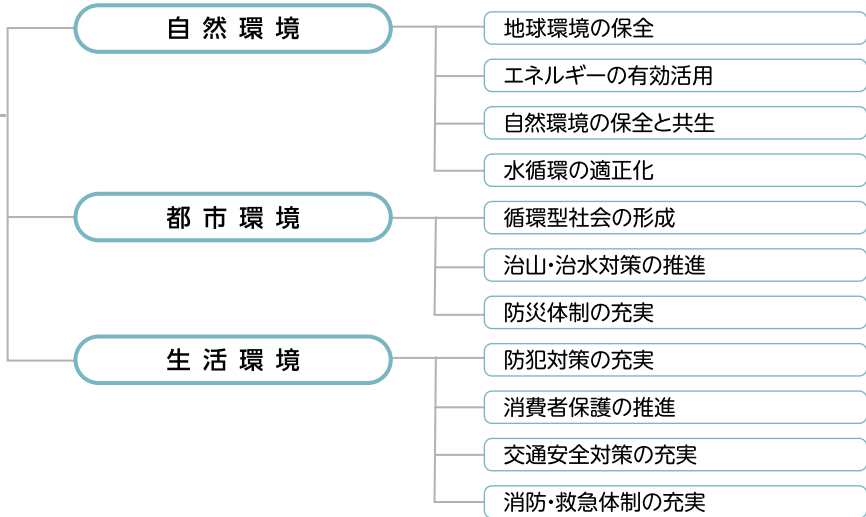 自然環境
地球環境の保全
エネルギーの有効活用
自然環境の保全と共生
水循環の適正化
都市環境
循環型社会の形成
治山・治水対策の推進
防災体制の充実
生活環境
防犯対策の充実
消費者保護の推進
交通安全対策の充実
消防・救急体制の充実